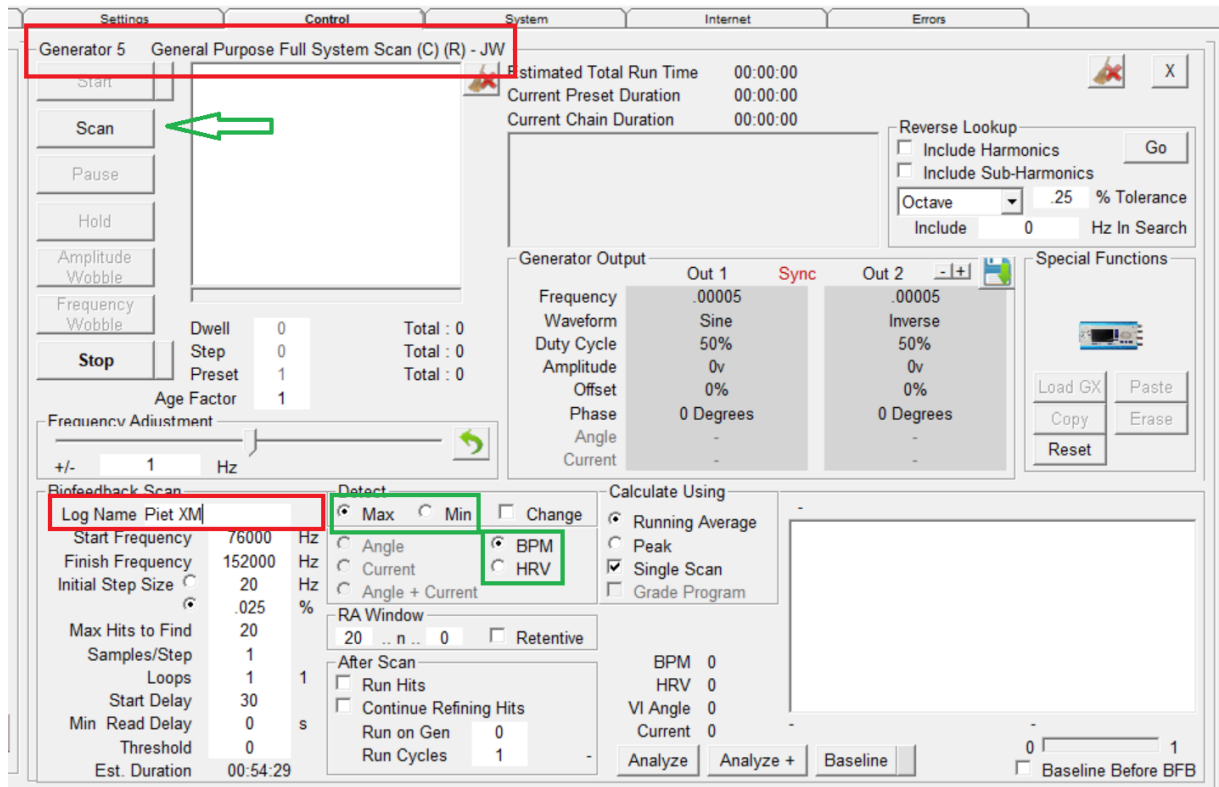 Settings Control System Internet Errors
Generator 5 General Purpose Full System Scan (C) (R) - JW
Start
Scan
Pause
Hold
Amplitude
Wobble
Frequency
Wobble
Stop
Dwell 0 Total : 0
Step 0 Total : 0
Preset 1 Total : 0
Age Factor 1
Estimated Total Run Time 00:00:00
Current Preset Duration 00:00:00
Current Chain Duration 00:00:00
X
Reverse Lookup
Include Harmonics
Go
Include Sub-Harmonics
Octave .25 % Tolerance
Include 0 Hz In Search
Frequency Adjustment
+/- 1 Hz
Generator Output
Out 1 Sync Out 2 - +
Frequency .00005 .00005
Waveform Sine Inverse
Duty Cycle 50% 50%
Amplitude 0v 0v
Offset 0% 0%
Phase 0 Degrees 0 Degrees
Angle - -
Current - -
Special Functions
Load GX Paste
Copy Erase
Reset
Biofeedback Scan
Log Name Piet XM
Start Frequency 76000 Hz
Finish Frequency 152000 Hz
Initial Step Size 20 Hz
.025 %
Max Hits to Find 20
Samples/Step 1
Loops 1 1
Start Delay 30
Min Read Delay 0 s
Threshold 0
Est. Duration 00:54:29
Detect
Max Min Change
Angle BPM
Current HRV
Angle + Current
RA Window
20 .. n .. 0 Retentive
After Scan
Run Hits
Continue Refining Hits
Run on Gen 0
Run Cycles 1 -
Calculate Using
Running Average
Peak
Single Scan
Grade Program
-
BPM 0
HRV 0
VI Angle 0
Current 0
- -
Analyze Analyze + Baseline
0 1
Baseline Before BFB